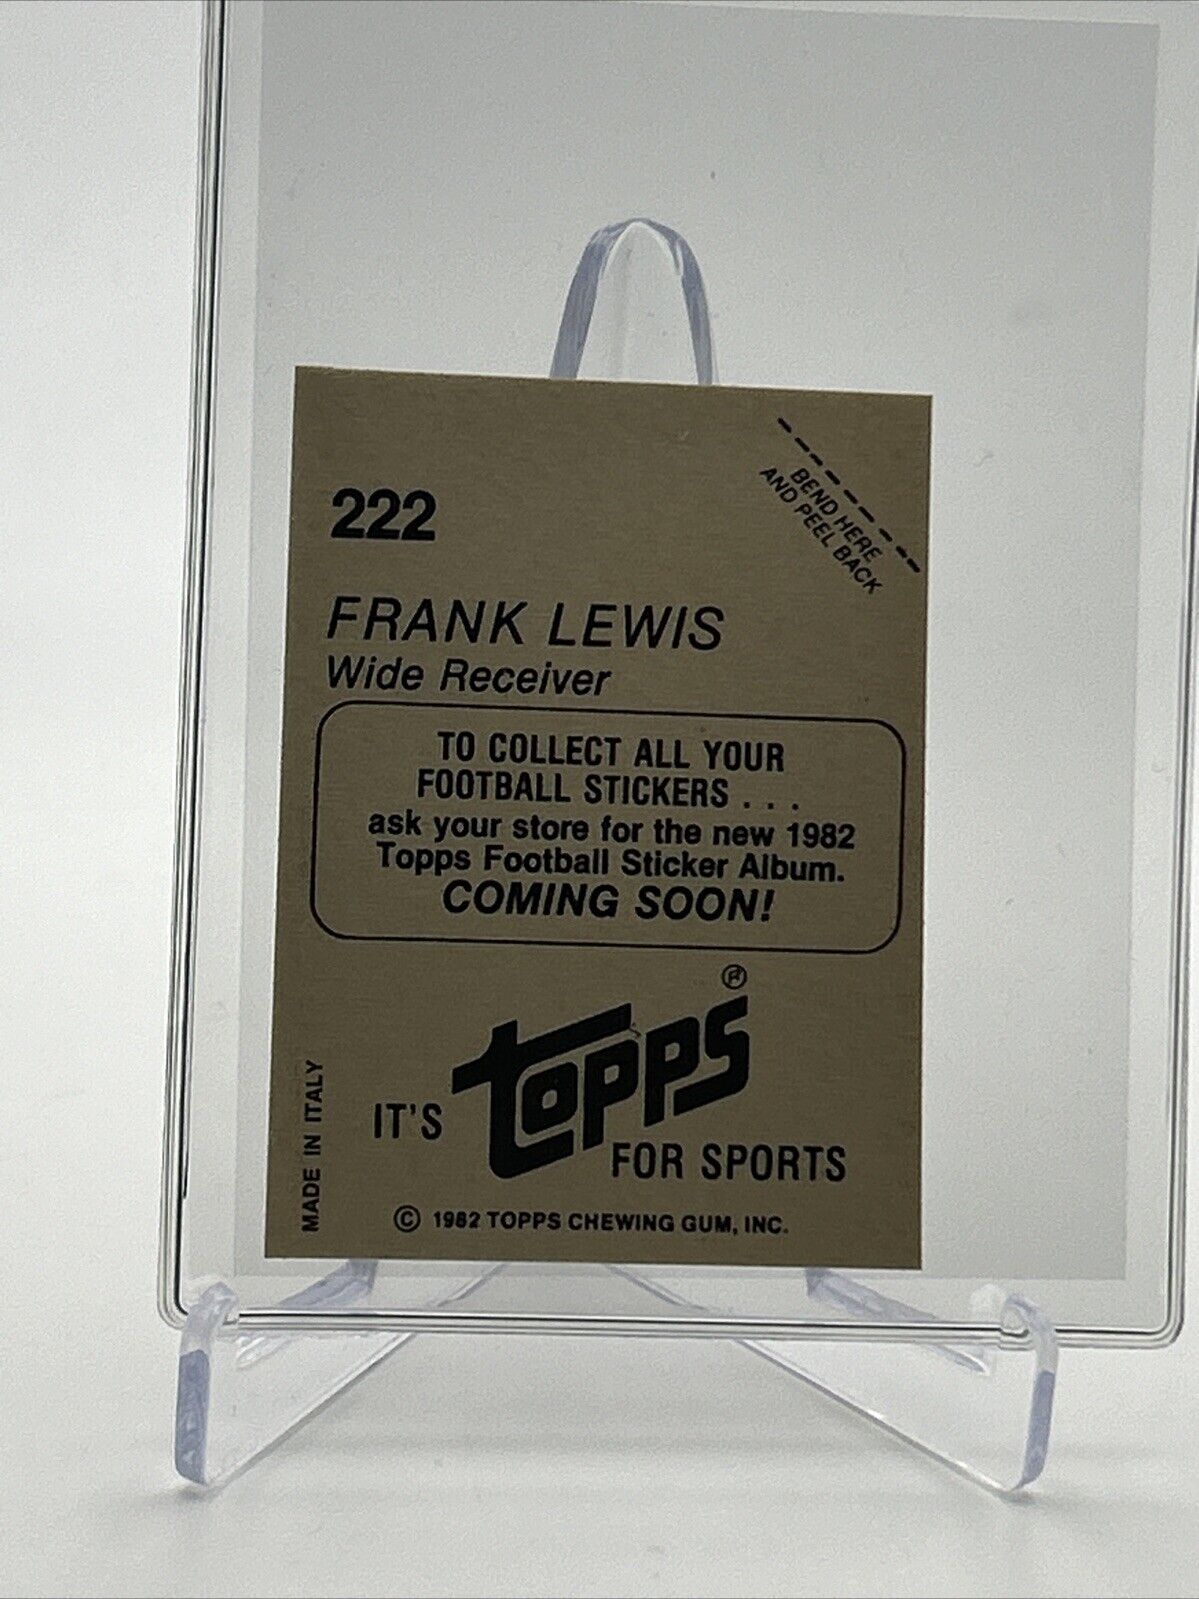 BEND HERE
AND PEEL BACK
222
FRANK LEWIS
Wide Receiver
TO COLLECT ALL YOUR
FOOTBALL STICKERS . . .
ask your store for the new 1982
Topps Football Sticker Album.
COMING SOON!
IT'S Topps®
FOR SPORTS
MADE IN ITALY
© 1982 TOPPS CHEWING GUM, INC.